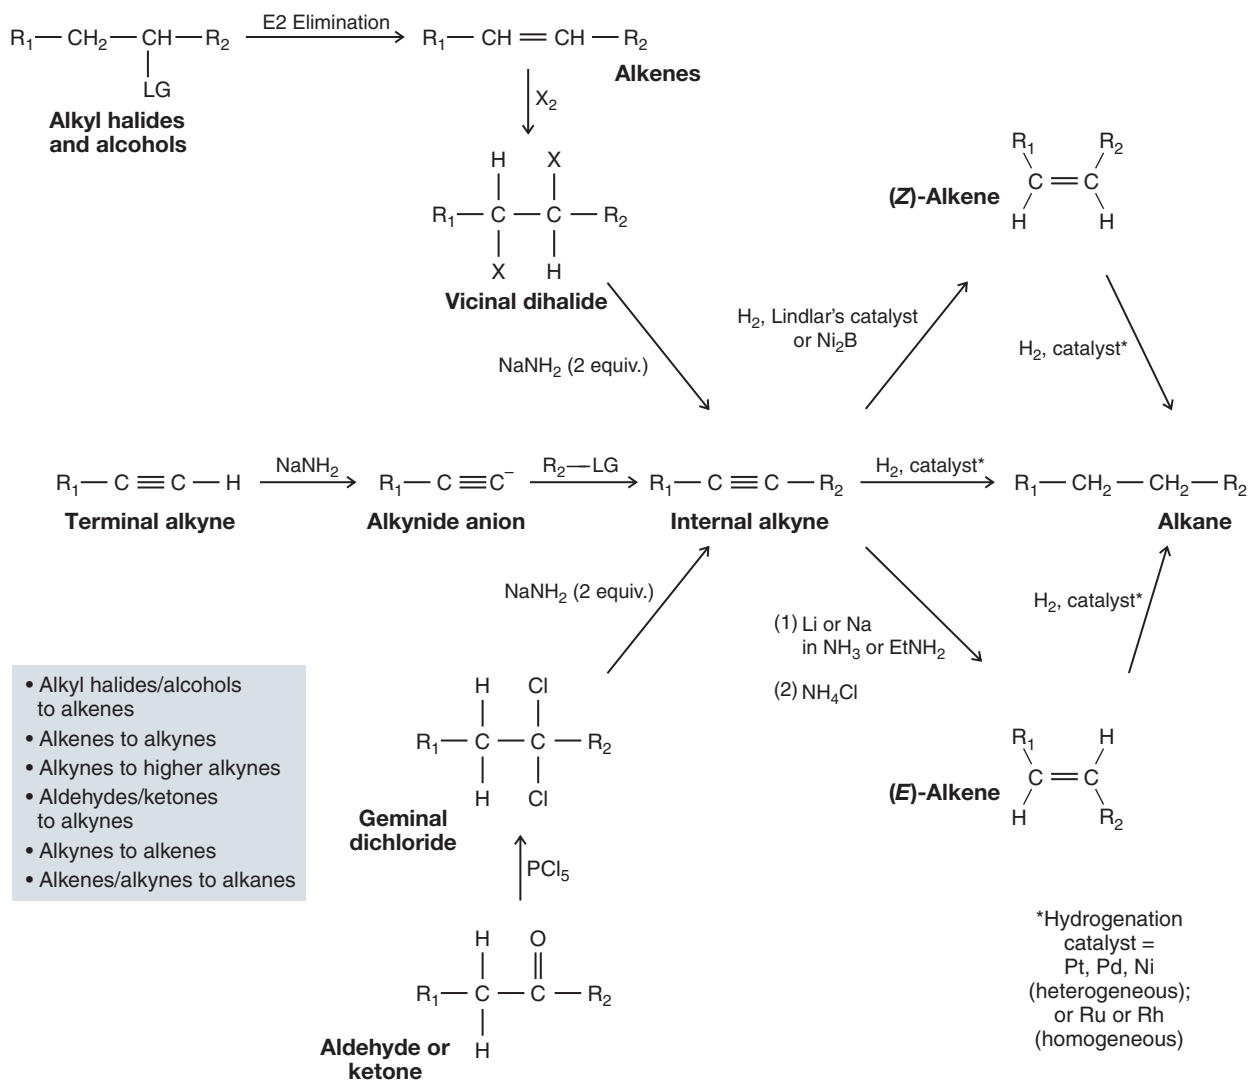 R₁—CH₂—CH—R₂
LG
Alkyl halides
and alcohols
E2 Elimination
R₁—CH=CH—R₂
Alkenes
X₂
H X
R₁—C—C—R₂
X H
Vicinal dihalide
NaNH₂ (2 equiv.)
R₁ R₂
C=C
H H
(Z)-Alkene
H₂, Lindlar's catalyst
or Ni₂B
H₂, catalyst*
R₁—C≡C—H
Terminal alkyne
NaNH₂
R₁—C≡C⁻
Alkynide anion
R₂—LG
R₁—C≡C—R₂
Internal alkyne
H₂, catalyst*
R₁—CH₂—CH₂—R₂
Alkane
NaNH₂ (2 equiv.)
(1) Li or Na
in NH₃ or EtNH₂
(2) NH₄Cl
H₂, catalyst*
• Alkyl halides/alcohols
to alkenes
• Alkenes to alkynes
• Alkynes to higher alkynes
• Aldehydes/ketones
to alkynes
• Alkynes to alkenes
• Alkenes/alkynes to alkanes
H Cl
R₁—C—C—R₂
H Cl
Geminal
dichloride
PCl₅
H O
R₁—C—C—R₂
H
Aldehyde or
ketone
R₁ H
C=C
H R₂
(E)-Alkene
*Hydrogenation
catalyst =
Pt, Pd, Ni
(heterogeneous);
or Ru or Rh
(homogeneous)